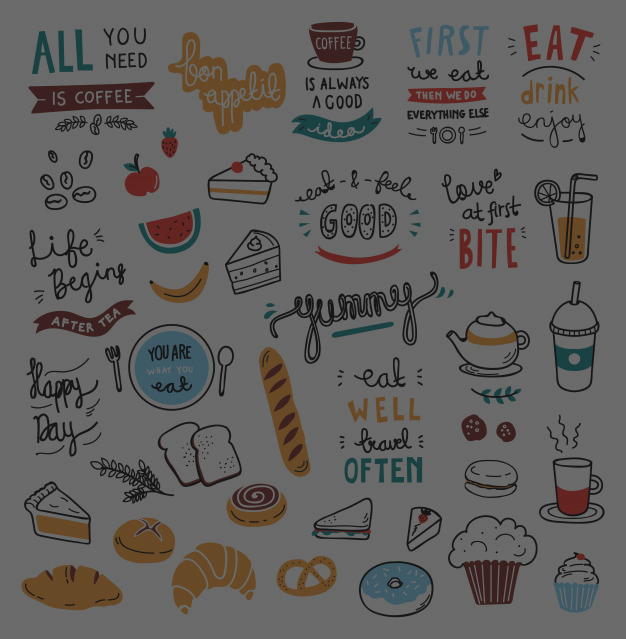 ALL YOU
NEED
IS COFFEE
bon
appetit
COFFEE
IS ALWAYS
A GOOD
idea
FIRST
we eat
THEN WE DO
EVERYTHING ELSE
EAT
drink
enjoy
eat - & - feel
GOOD
Love
at first
BITE
Life
Begins
AFTER TEA
yummy
YOU ARE
WHAT YOU
eat
Happy
Day
eat
WELL
travel
OFTEN